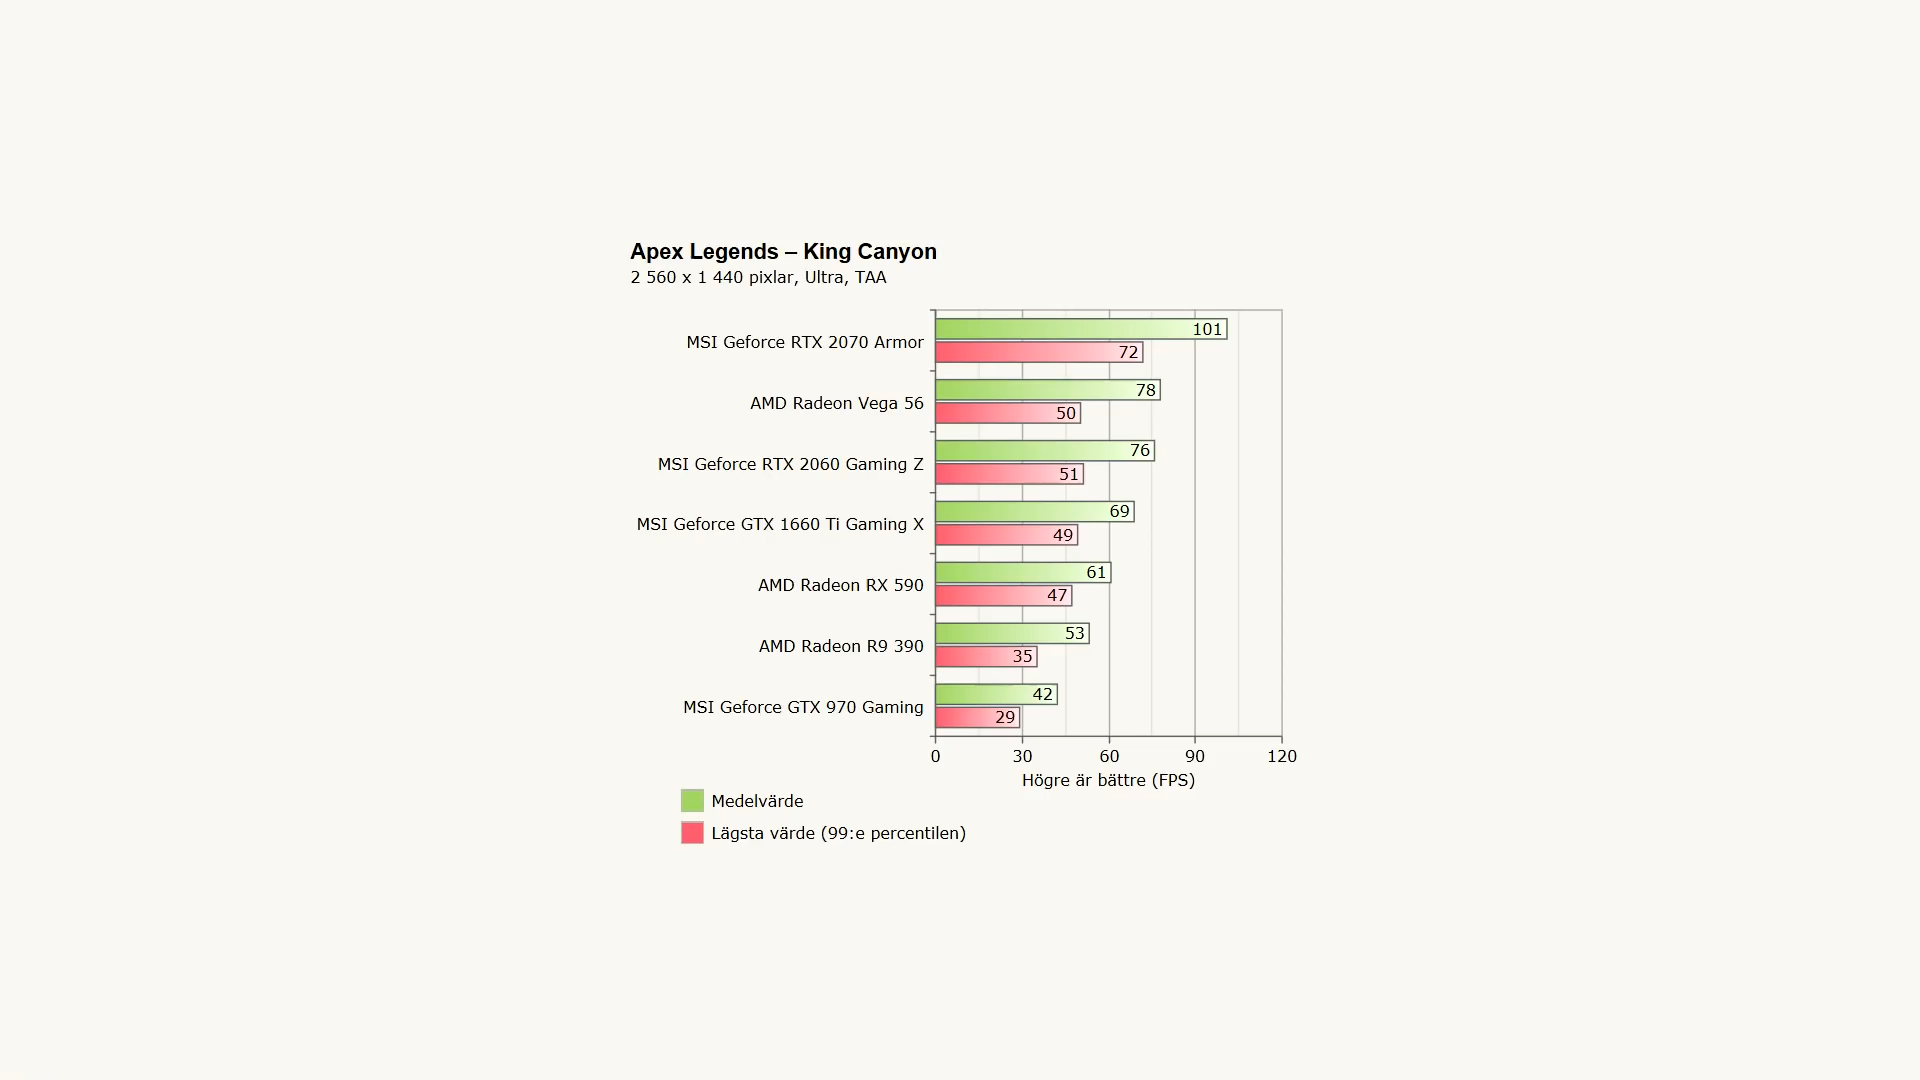 Apex Legends – King Canyon
2 560 x 1 440 pixlar, Ultra, TAA
MSI Geforce RTX 2070 Armor
101
72
AMD Radeon Vega 56
78
50
MSI Geforce RTX 2060 Gaming Z
76
51
MSI Geforce GTX 1660 Ti Gaming X
69
49
AMD Radeon RX 590
61
47
AMD Radeon R9 390
53
35
MSI Geforce GTX 970 Gaming
42
29
0 30 60 90 120
Högre är bättre (FPS)
Medelvärde
Lägsta värde (99:e percentilen)